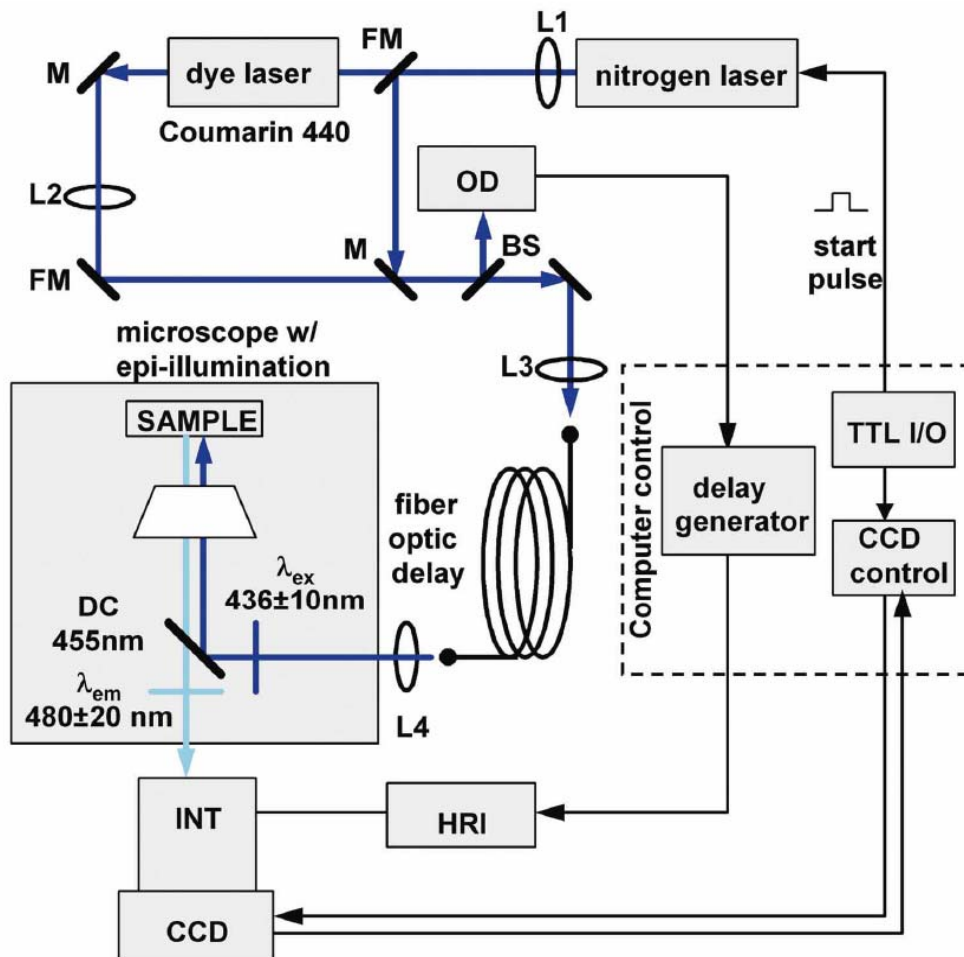 L1
FM
M
dye laser
nitrogen laser
Coumarin 440
OD
L2
start
pulse
M
BS
FM
microscope w/
epi-illumination
L3
SAMPLE
TTL I/O
Computer control
fiber
optic
delay
delay
generator
CCD
control
λex
436±10nm
DC
455nm
λem
480±20 nm
L4
INT
HRI
CCD